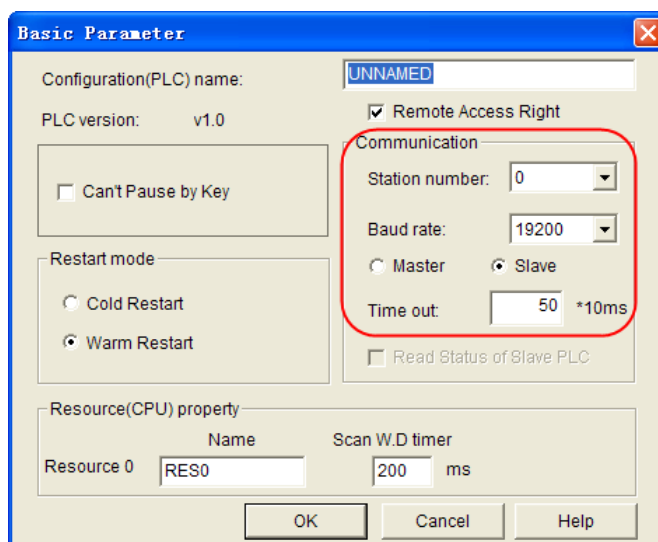 Basic Parameter
Configuration(PLC) name:
UNNAMED
PLC version:
v1.0
Remote Access Right
Can't Pause by Key
Communication
Station number:
0
Baud rate:
19200
Master
Slave
Time out:
50
*10ms
Read Status of Slave PLC
Restart mode
Cold Restart
Warm Restart
Resource(CPU) property
Name
Scan W.D timer
Resource 0
RES0
200
ms
OK
Cancel
Help